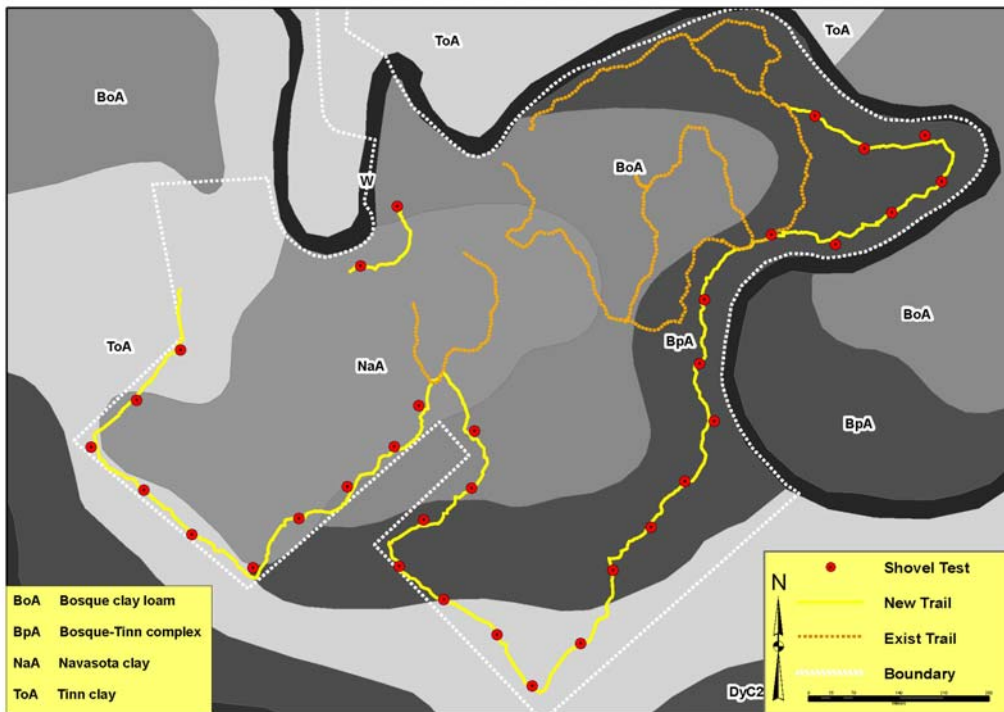 ToA
ToA
BoA
W
BoA
BoA
ToA
BpA
NaA
BpA
DyC2
BoA Bosque clay loam
BpA Bosque-Tinn complex
NaA Navasota clay
ToA Tinn clay
N
Shovel Test
New Trail
Exist Trail
Boundary